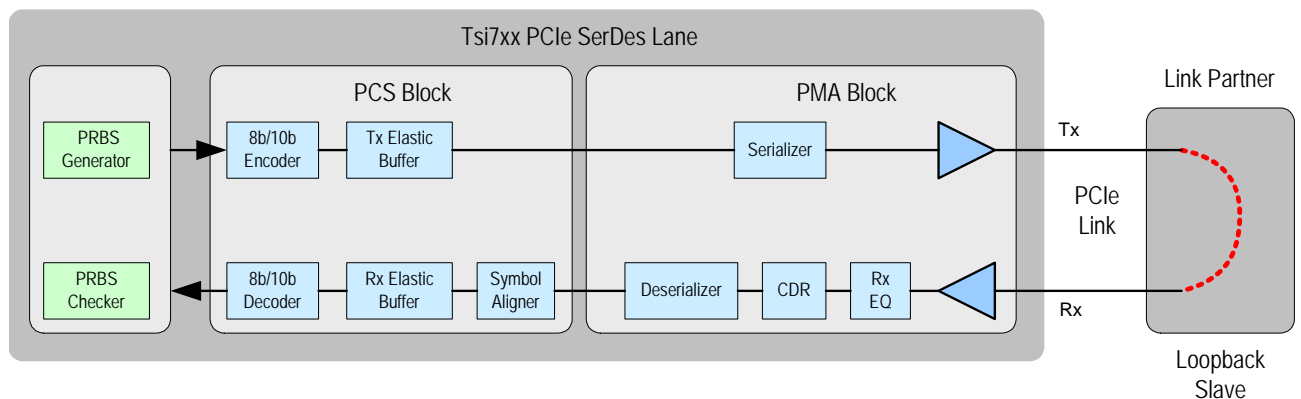 Tsi7xx PCIe SerDes Lane
PCS Block
PMA Block
Link Partner
PRBS
Generator
8b/10b
Encoder
Tx Elastic
Buffer
Serializer
Tx
PCIe
Link
PRBS
Checker
8b/10b
Decoder
Rx Elastic
Buffer
Symbol
Aligner
Deserializer
CDR
Rx
EQ
Rx
Loopback
Slave